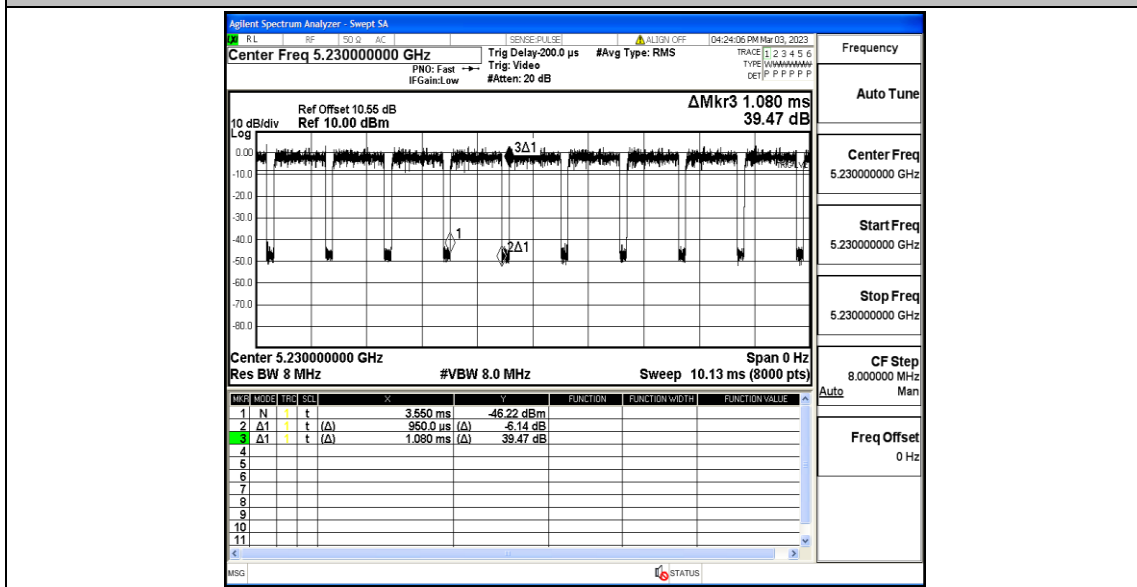 Agilent Spectrum Analyzer - Swept SA
RL RF 50 Ω AC SENSE:PULSE ALIGN OFF 04:24:06 PM Mar 03, 2023
Center Freq 5.230000000 GHz
PNO: Fast
IFGain:Low
Trig Delay-200.0 µs
Trig: Video
#Atten: 20 dB
#Avg Type: RMS
TRACE 1 2 3 4 5 6
TYPE
DET P P P P P P
Ref Offset 10.55 dB
10 dB/div Ref 10.00 dBm
Log
ΔMkr3 1.080 ms
39.47 dB
0.00
-10.0
-20.0
-30.0
-40.0
-50.0
-60.0
-70.0
-80.0
3Δ1
1
2Δ1
Center 5.230000000 GHz Span 0 Hz
Res BW 8 MHz #VBW 8.0 MHz Sweep 10.13 ms (8000 pts)
MKR MODE TRC SCL X Y FUNCTION FUNCTION WIDTH FUNCTION VALUE
1 N 1 t 3.550 ms -46.22 dBm
2 Δ1 1 t (Δ) 950.0 µs (Δ) -6.14 dB
3 Δ1 1 t (Δ) 1.080 ms (Δ) 39.47 dB
4
5
6
7
8
9
10
11
MSG STATUS
Frequency
Auto Tune
Center Freq
5.230000000 GHz
Start Freq
5.230000000 GHz
Stop Freq
5.230000000 GHz
CF Step
8.000000 MHz
Auto Man
Freq Offset
0 Hz